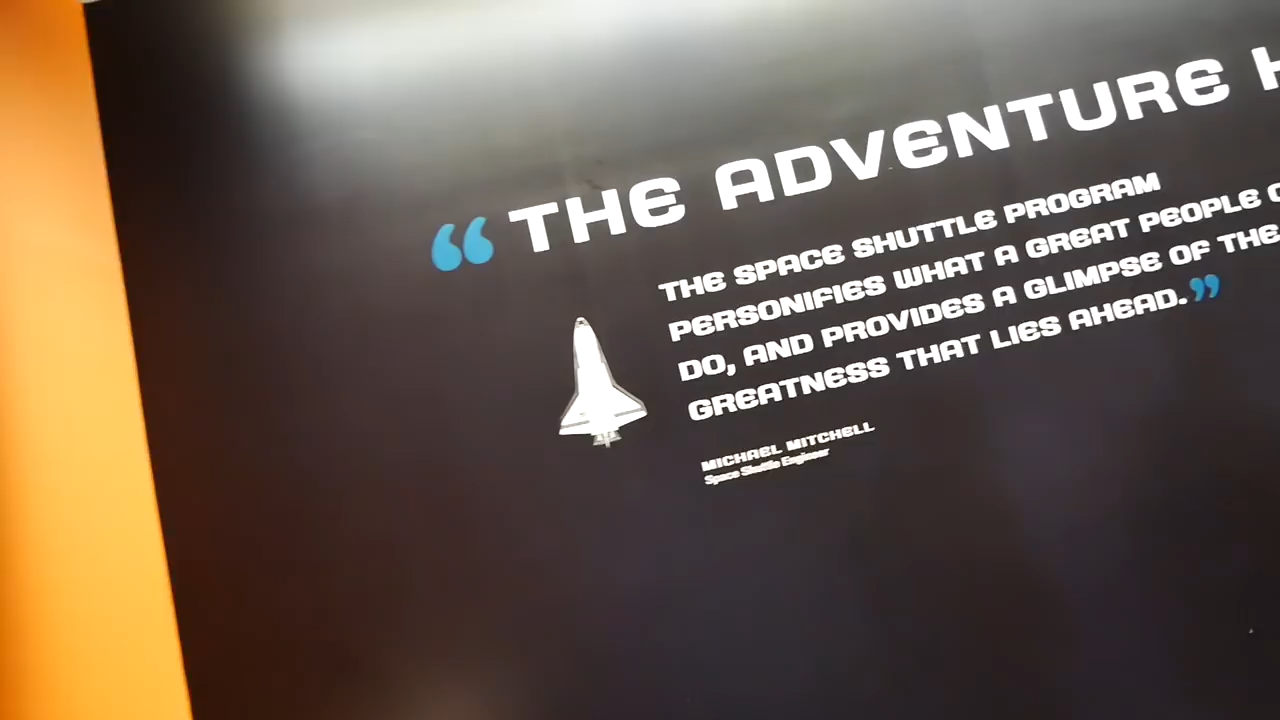 “ THE ADVENTURE
THE SPACE SHUTTLE PROGRAM
PERSONIFIES WHAT A GREAT PEOPLE
DO, AND PROVIDES A GLIMPSE OF THE
GREATNESS THAT LIES AHEAD.”
MICHAEL MITCHELL
Space Shuttle Engineer